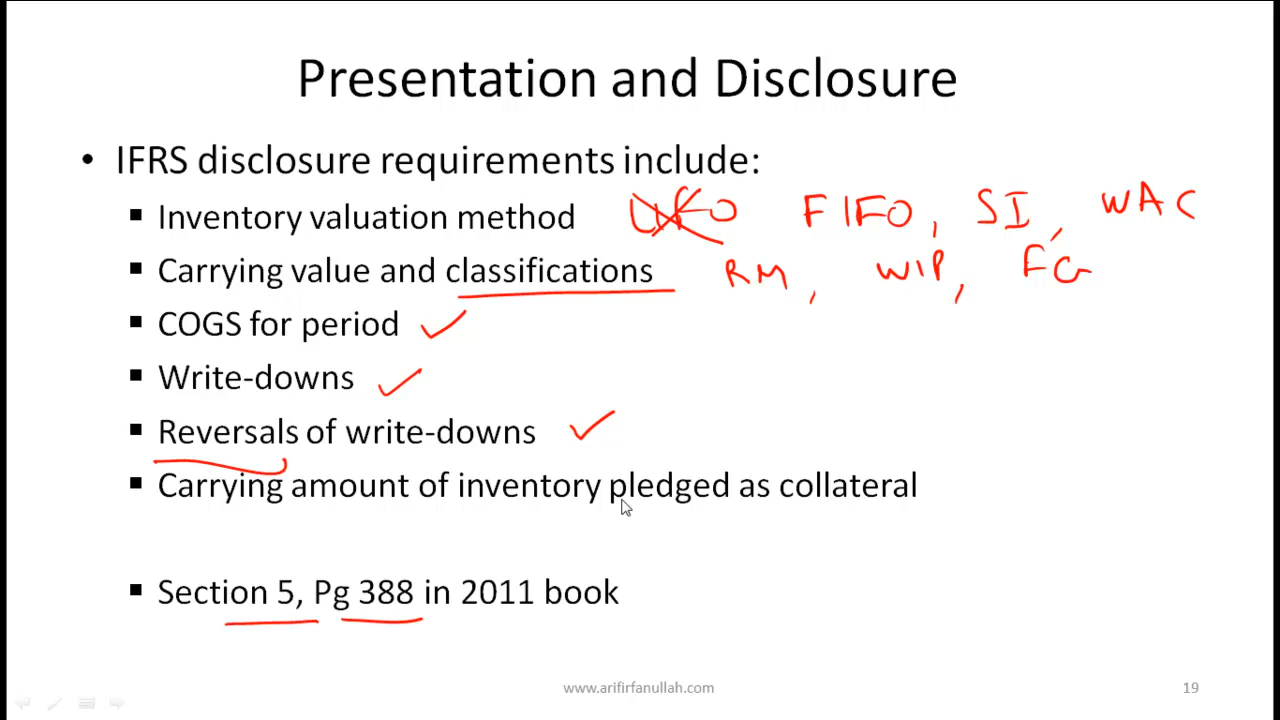 Presentation and Disclosure
• IFRS disclosure requirements include:
▪ Inventory valuation method LIFO FIFO, SI, WAC
▪ Carrying value and classifications RM, WIP, FG
▪ COGS for period ✓
▪ Write-downs ✓
▪ Reversals of write-downs ✓
▪ Carrying amount of inventory pledged as collateral
▪ Section 5, Pg 388 in 2011 book
www.arifirfanullah.com 19